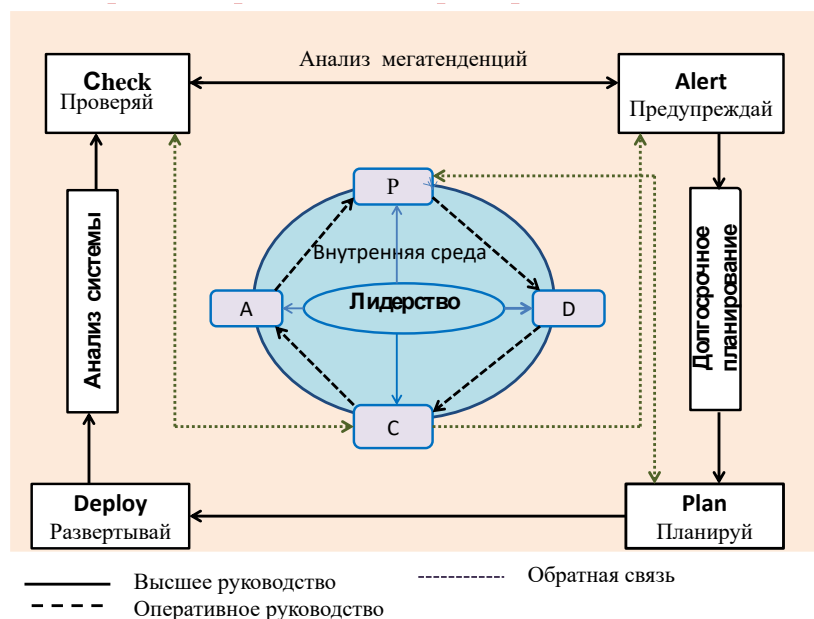 Check
Проверяй
Анализ мегатенденций
Alert
Предупреждай
P
Внутренняя среда
A
Лидерство
D
C
Анализ системы
Долгосрочное
планирование
Deploy
Развертывай
Plan
Планируй
Высшее руководство
Обратная связь
Оперативное руководство